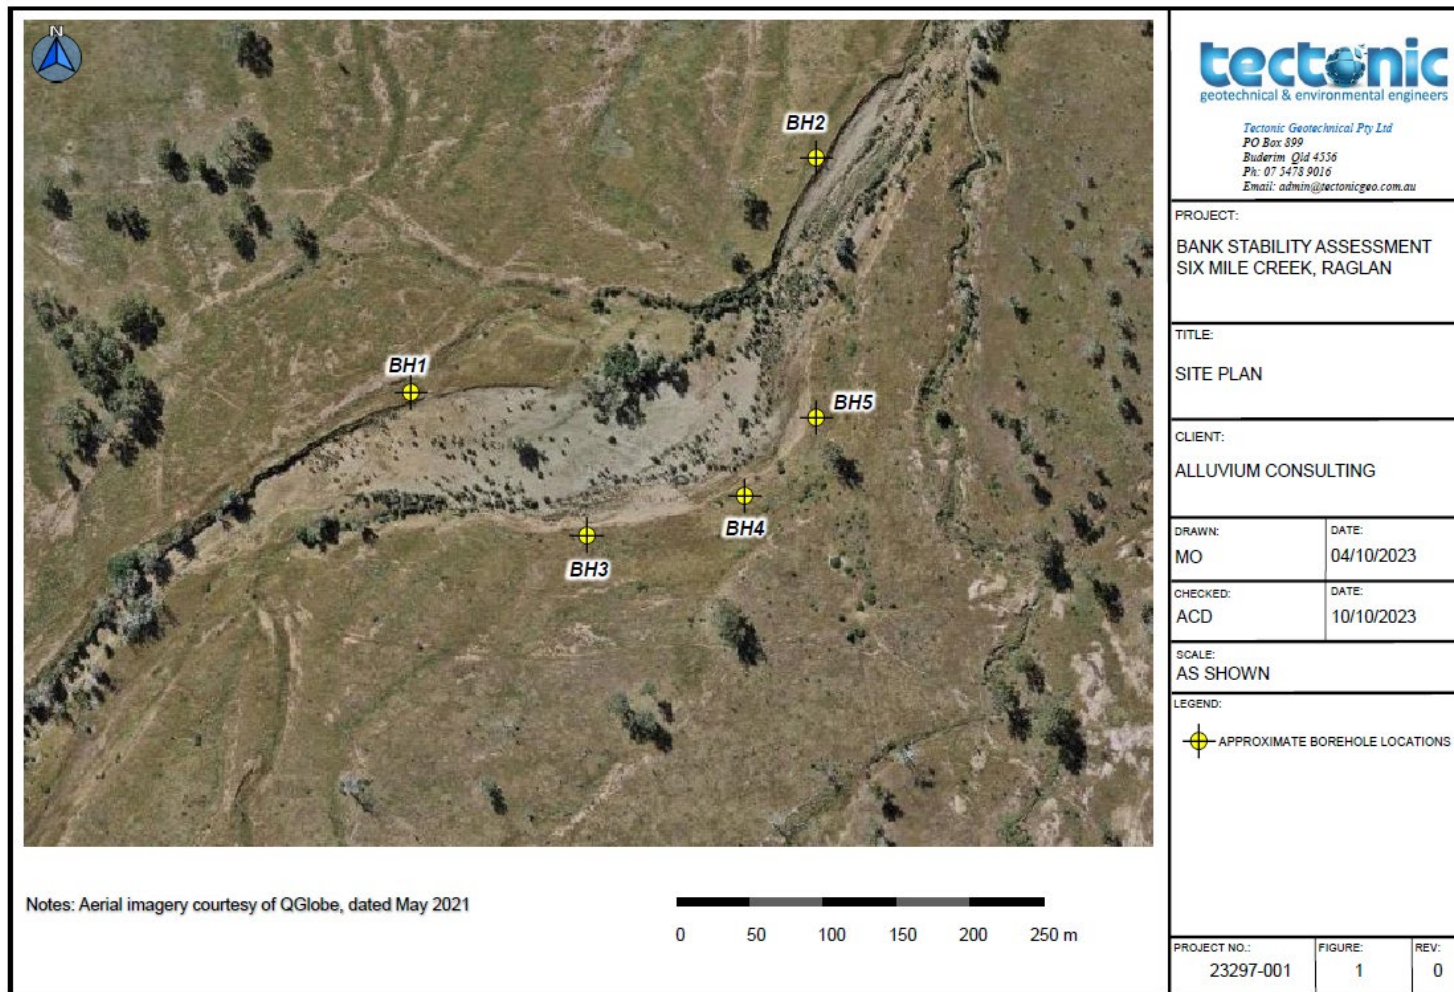 N
BH2
BH1
BH5
BH4
BH3
Notes: Aerial imagery courtesy of QGlobe, dated May 2021
0 50 100 150 200 250 m
tectonic
geotechnical & environmental engineers
Tectonic Geotechnical Pty Ltd
PO Box 899
Buderim Qld 4556
Ph: 07 5478 9016
Email: admin@tectonicgeo.com.au
PROJECT:
BANK STABILITY ASSESSMENT
SIX MILE CREEK, RAGLAN
TITLE:
SITE PLAN
CLIENT:
ALLUVIUM CONSULTING
DRAWN: DATE:
MO 04/10/2023
CHECKED: DATE:
ACD 10/10/2023
SCALE:
AS SHOWN
LEGEND:
APPROXIMATE BOREHOLE LOCATIONS
PROJECT NO.: FIGURE: REV:
23297-001 1 0